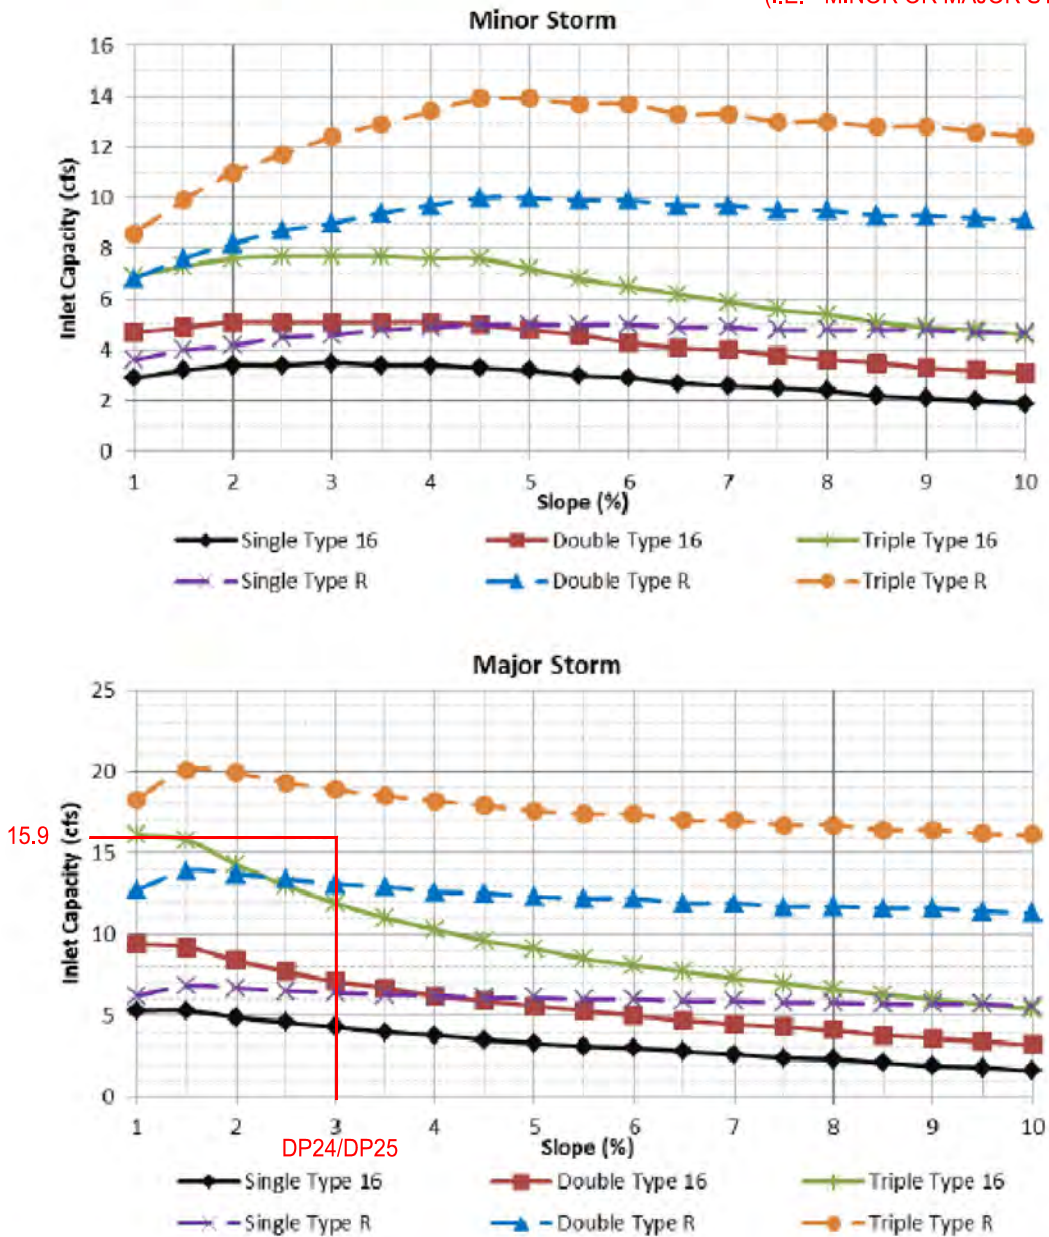 Minor Storm
16
14
12
10
8
6
4
2
0
Inlet Capacity (cfs)
1 2 3 4 5 6 7 8 9 10
Slope (%)
Single Type 16 Double Type 16 Triple Type 16
Single Type R Double Type R Triple Type R
Major Storm
25
20
15.9
15
10
5
0
Inlet Capacity (cfs)
1 2 3 4 5 6 7 8 9 10
DP24/DP25
Slope (%)
Single Type 16 Double Type 16 Triple Type 16
Single Type R Double Type R Triple Type R